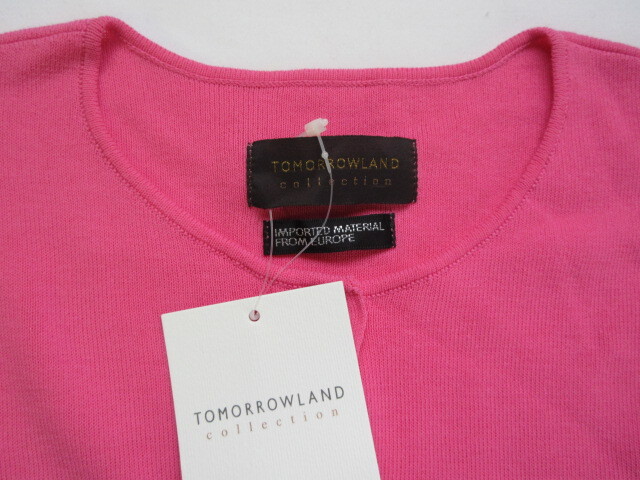 TOMORROWLAND
collection
IMPORTED MATERIAL
FROM EUROPE
TOMORROWLAND
collection